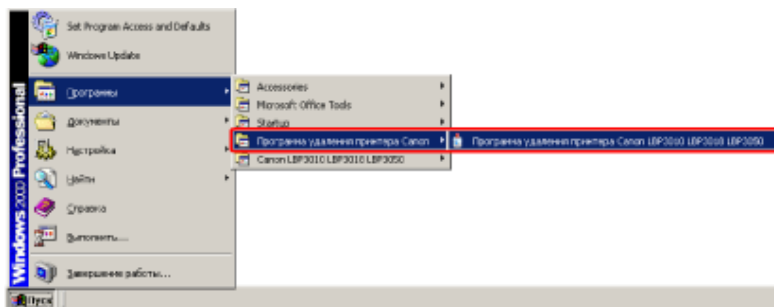 Set Program Access and Defaults
Windows Update
Программы
Документы
Настройка
Найти
Справка
Выполнить...
Завершение работы...
Windows 2000 Professional
Accessories
Microsoft Office Tools
Startup
Программа удаления принтера Canon
Canon LBP3010 LBP3018 LBP3050
Программа удаления принтера Canon LBP3010 LBP3018 LBP3050
Пуск